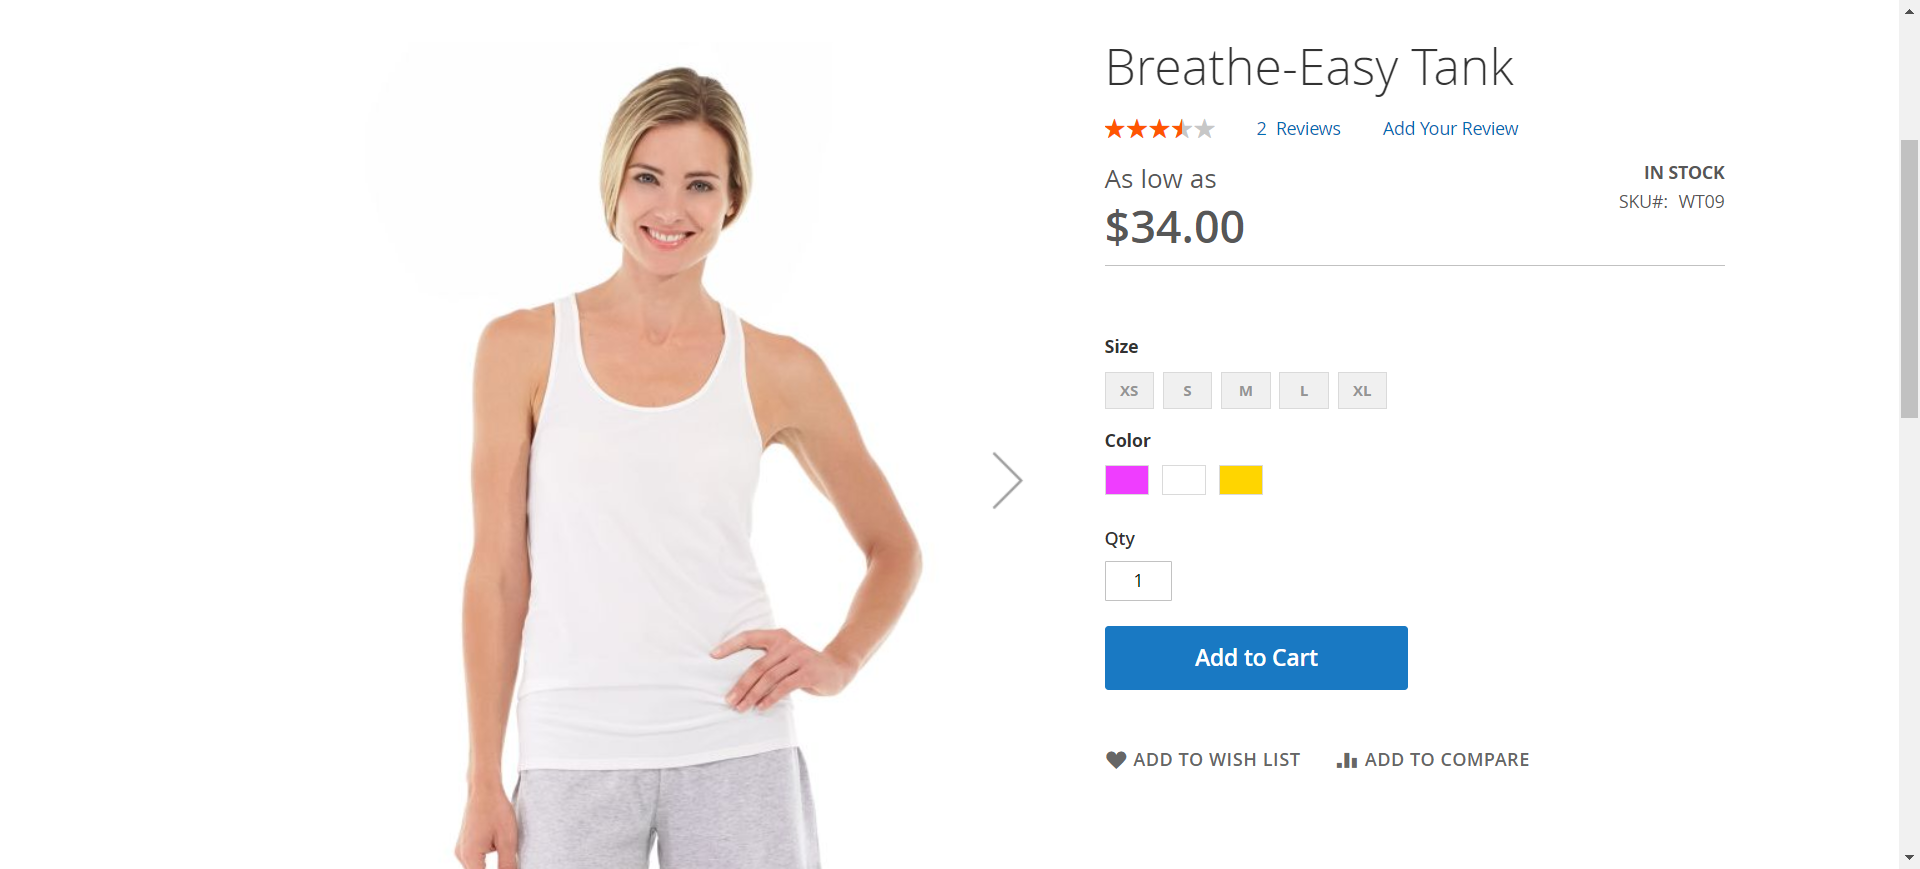 Breathe-Easy Tank
2 Reviews Add Your Review
As low as
$34.00
IN STOCK
SKU#: WT09
Size
XS S M L XL
Color
Qty
1
Add to Cart
ADD TO WISH LIST ADD TO COMPARE